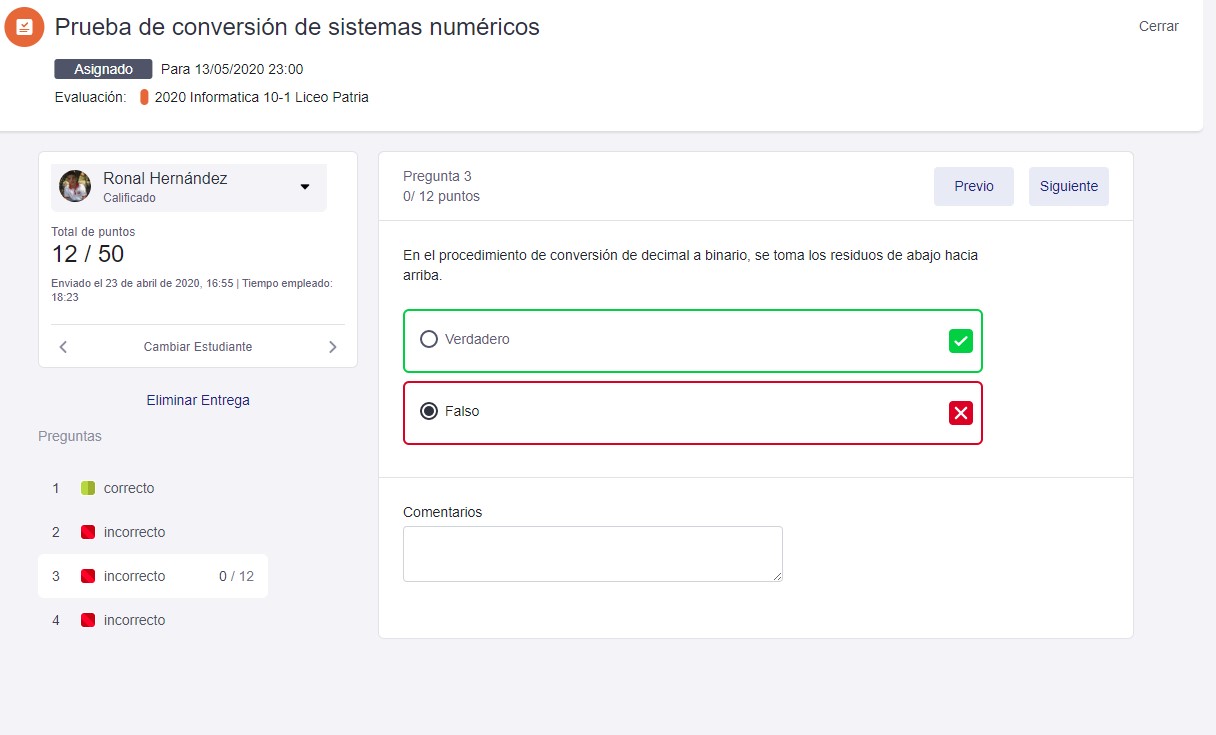 Prueba de conversión de sistemas numéricos
Cerrar
Asignado Para 13/05/2020 23:00
Evaluación: 2020 Informatica 10-1 Liceo Patria
Ronal Hernández
Calificado
Total de puntos
12 / 50
Enviado el 23 de abril de 2020, 16:55 | Tiempo empleado:
18:23
Cambiar Estudiante
Eliminar Entrega
Preguntas
1 correcto
2 incorrecto
3 incorrecto 0 / 12
4 incorrecto
Pregunta 3
0/ 12 puntos
Previo
Siguiente
En el procedimiento de conversión de decimal a binario, se toma los residuos de abajo hacia
arriba.
Verdadero
Falso
Comentarios